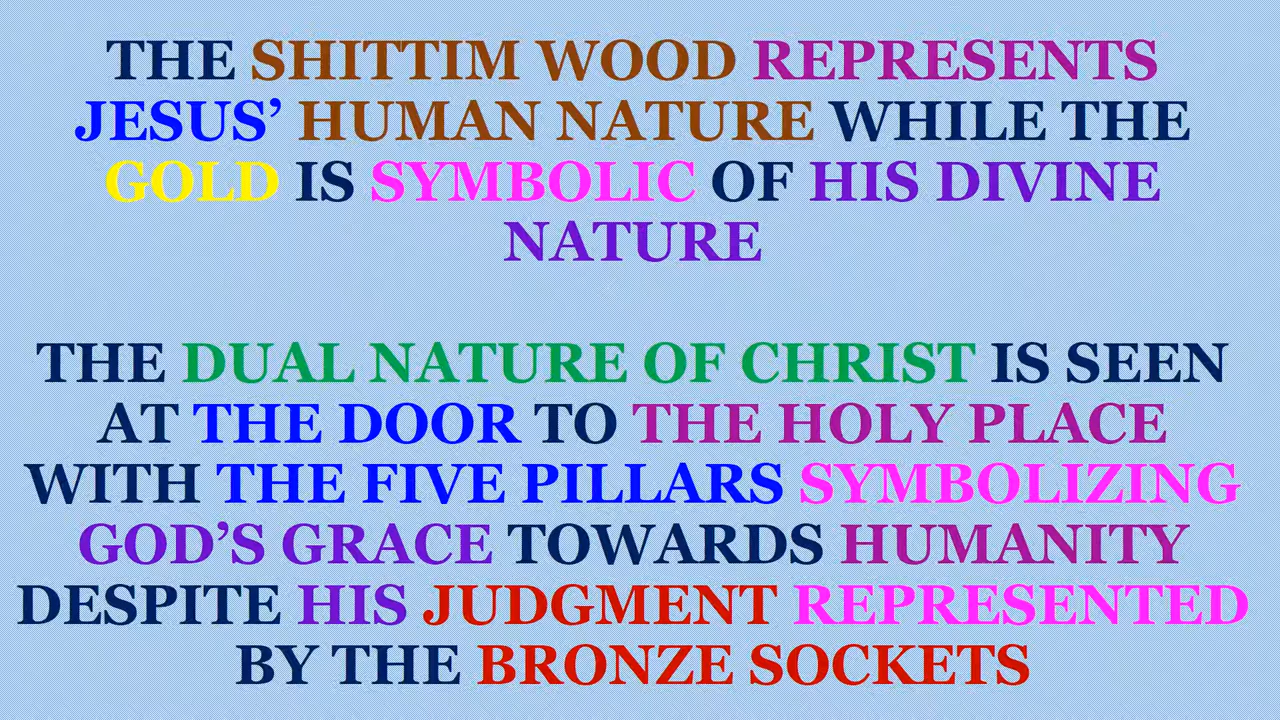 THE SHITTIM WOOD REPRESENTS
JESUS’ HUMAN NATURE WHILE THE
GOLD IS SYMBOLIC OF HIS DIVINE
NATURE
THE DUAL NATURE OF CHRIST IS SEEN
AT THE DOOR TO THE HOLY PLACE
WITH THE FIVE PILLARS SYMBOLIZING
GOD’S GRACE TOWARDS HUMANITY
DESPITE HIS JUDGMENT REPRESENTED
BY THE BRONZE SOCKETS